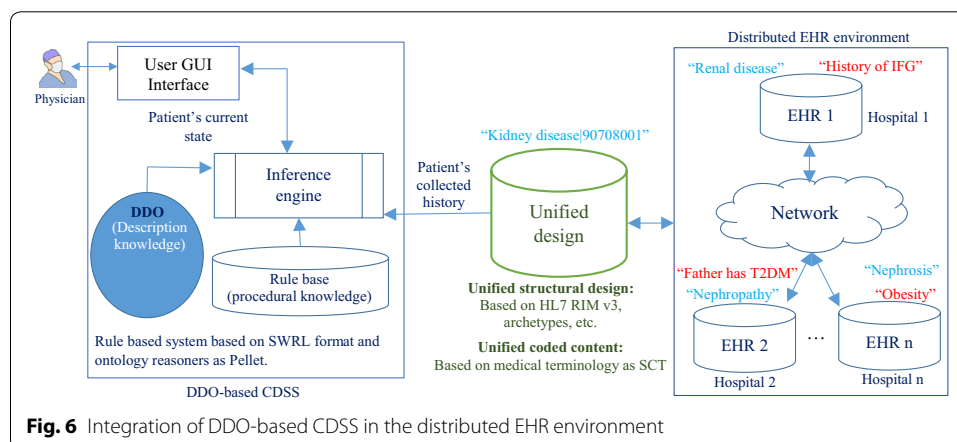 Physician
User GUI
Interface
Patient's current
state
DDO
(Description
knowledge)
Inference
engine
Rule base
(procedural knowledge)
Rule based system based on SWRL format and
ontology reasoners as Pellet.
DDO-based CDSS
Patient's
collected
history
“Kidney disease|90708001”
Unified
design
Unified structural design:
Based on HL7 RIM v3,
archetypes, etc.
Unified coded content:
Based on medical terminology as SCT
Distributed EHR environment
“Renal disease”
“History of IFG”
EHR 1
Hospital 1
Network
“Father has T2DM”
“Nephropathy”
“Nephrosis”
“Obesity”
EHR 2
...
EHR n
Hospital 2
Hospital n
Fig. 6 Integration of DDO-based CDSS in the distributed EHR environment